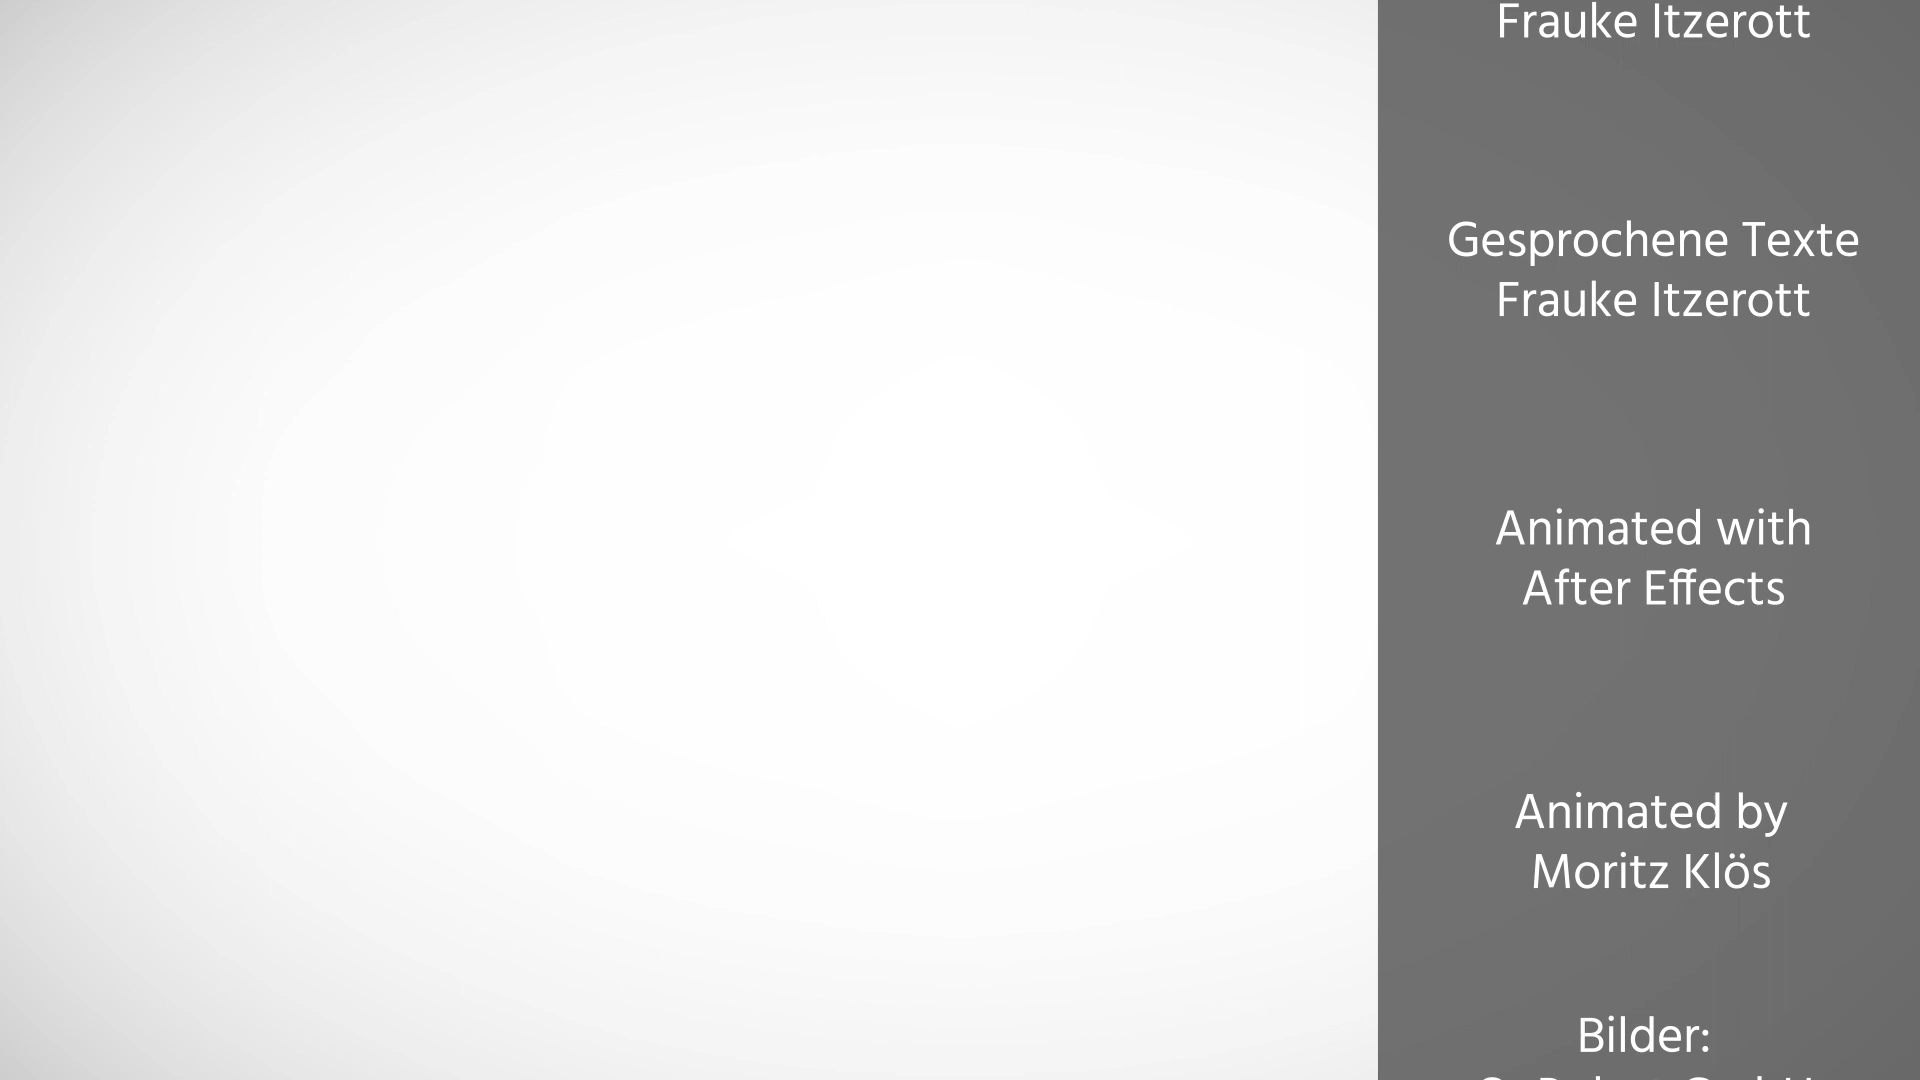 Frauke Itzerott
Gesprochene Texte
Frauke Itzerott
Animated with
After Effects
Animated by
Moritz Klös
Bilder: